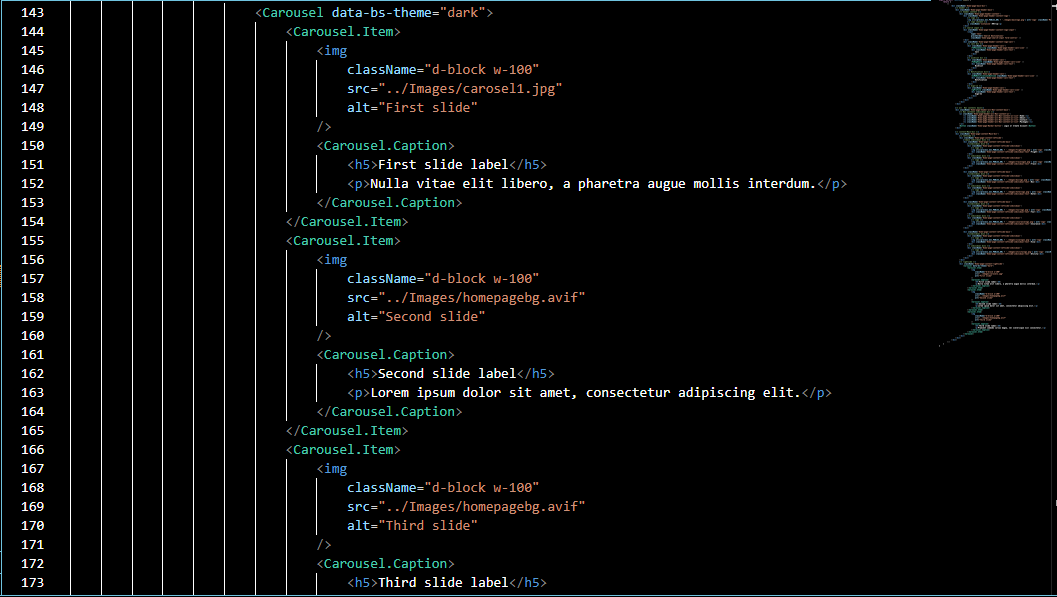 143 <Carousel data-bs-theme="dark">
144 <Carousel.Item>
145 <img
146 className="d-block w-100"
147 src="../Images/carosel1.jpg"
148 alt="First slide"
149 />
150 <Carousel.Caption>
151 <h5>First slide label</h5>
152 <p>Nulla vitae elit libero, a pharetra augue mollis interdum.</p>
153 </Carousel.Caption>
154 </Carousel.Item>
155 <Carousel.Item>
156 <img
157 className="d-block w-100"
158 src="../Images/homepagebg.avif"
159 alt="Second slide"
160 />
161 <Carousel.Caption>
162 <h5>Second slide label</h5>
163 <p>Lorem ipsum dolor sit amet, consectetur adipiscing elit.</p>
164 </Carousel.Caption>
165 </Carousel.Item>
166 <Carousel.Item>
167 <img
168 className="d-block w-100"
169 src="../Images/homepagebg.avif"
170 alt="Third slide"
171 />
172 <Carousel.Caption>
173 <h5>Third slide label</h5>